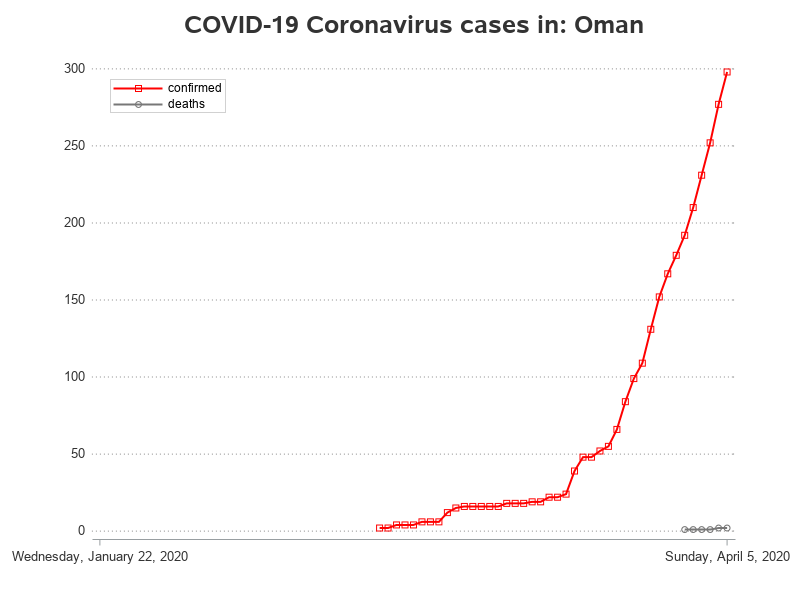 COVID-19 Coronavirus cases in: Oman
300
confirmed
deaths
250
200
150
100
50
0
Wednesday, January 22, 2020
Sunday, April 5, 2020